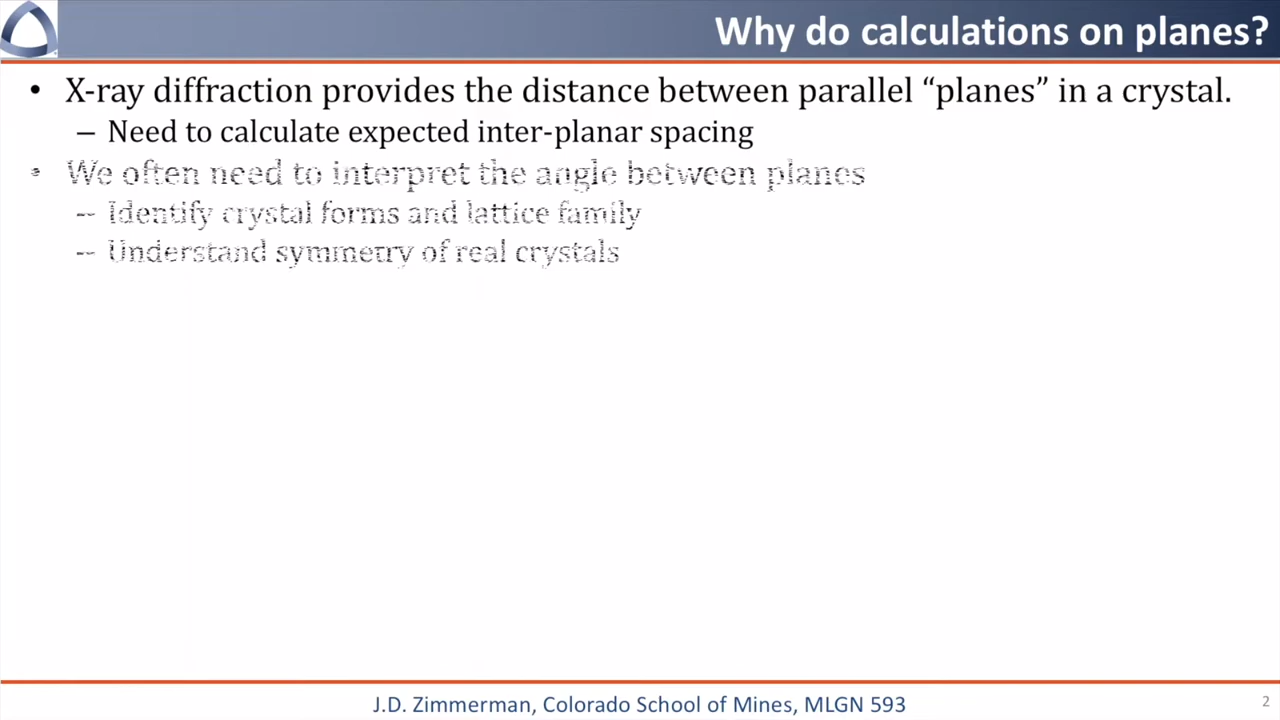 Why do calculations on planes?
• X-ray diffraction provides the distance between parallel “planes” in a crystal.
– Need to calculate expected inter-planar spacing
• We often need to interpret the angle between planes
– Identify crystal forms and lattice family
– Understand symmetry of real crystals
J.D. Zimmerman, Colorado School of Mines, MLGN 593
2